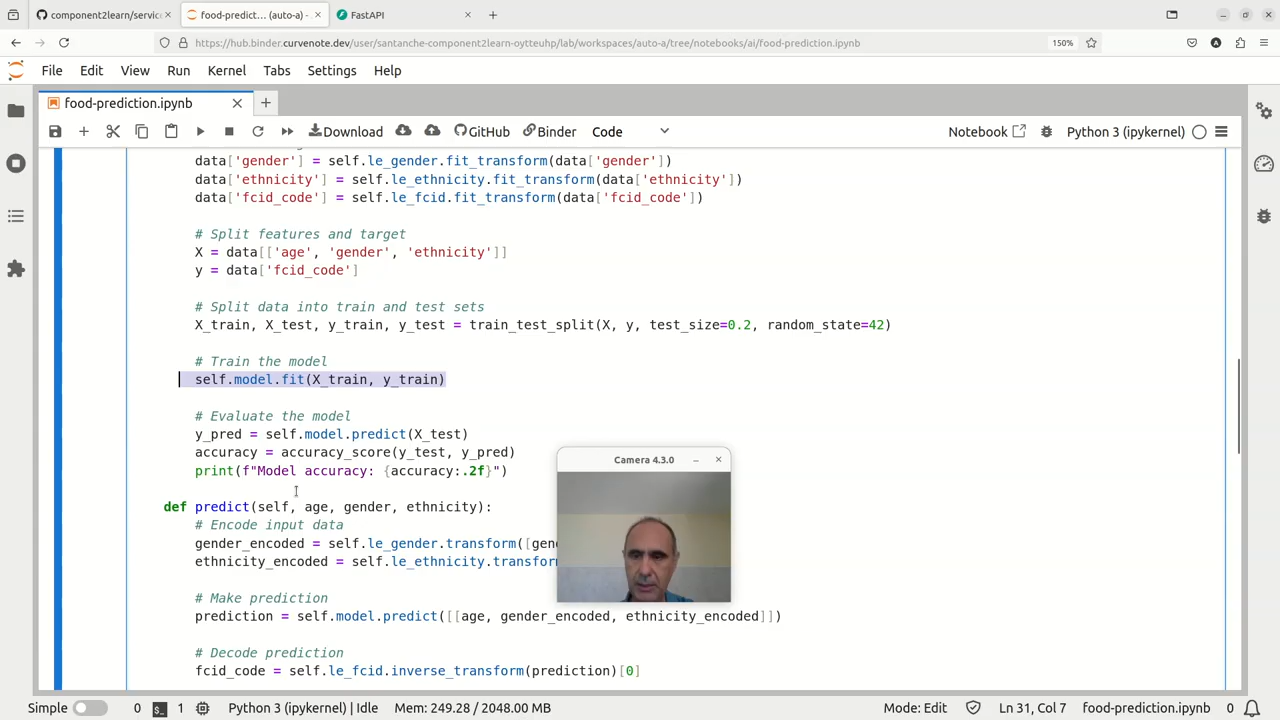 component2learn/servic
food-predict… (auto-a) -
FastAPI
https://hub.binder.curvenote.dev/user/santanche-component2learn-oytteuhp/lab/workspaces/auto-a/tree/notebooks/ai/food-prediction.ipynb
150%
File Edit View Run Kernel Tabs Settings Help
food-prediction.ipynb
Download GitHub Binder Code Notebook Python 3 (ipykernel)
data['gender'] = self.le_gender.fit_transform(data['gender'])
data['ethnicity'] = self.le_ethnicity.fit_transform(data['ethnicity'])
data['fcid_code'] = self.le_fcid.fit_transform(data['fcid_code'])
# Split features and target
X = data[['age', 'gender', 'ethnicity']]
y = data['fcid_code']
# Split data into train and test sets
X_train, X_test, y_train, y_test = train_test_split(X, y, test_size=0.2, random_state=42)
# Train the model
self.model.fit(X_train, y_train)
# Evaluate the model
y_pred = self.model.predict(X_test)
accuracy = accuracy_score(y_test, y_pred)
print(f"Model accuracy: {accuracy:.2f}")
Camera 4.3.0
def predict(self, age, gender, ethnicity):
# Encode input data
gender_encoded = self.le_gender.transform([gen
ethnicity_encoded = self.le_ethnicity.transfor
# Make prediction
prediction = self.model.predict([[age, gender_encoded, ethnicity_encoded]])
# Decode prediction
fcid_code = self.le_fcid.inverse_transform(prediction)[0]
Simple 0 1 Python 3 (ipykernel) | Idle Mem: 249.28 / 2048.00 MB Mode: Edit Ln 31, Col 7 food-prediction.ipynb 0